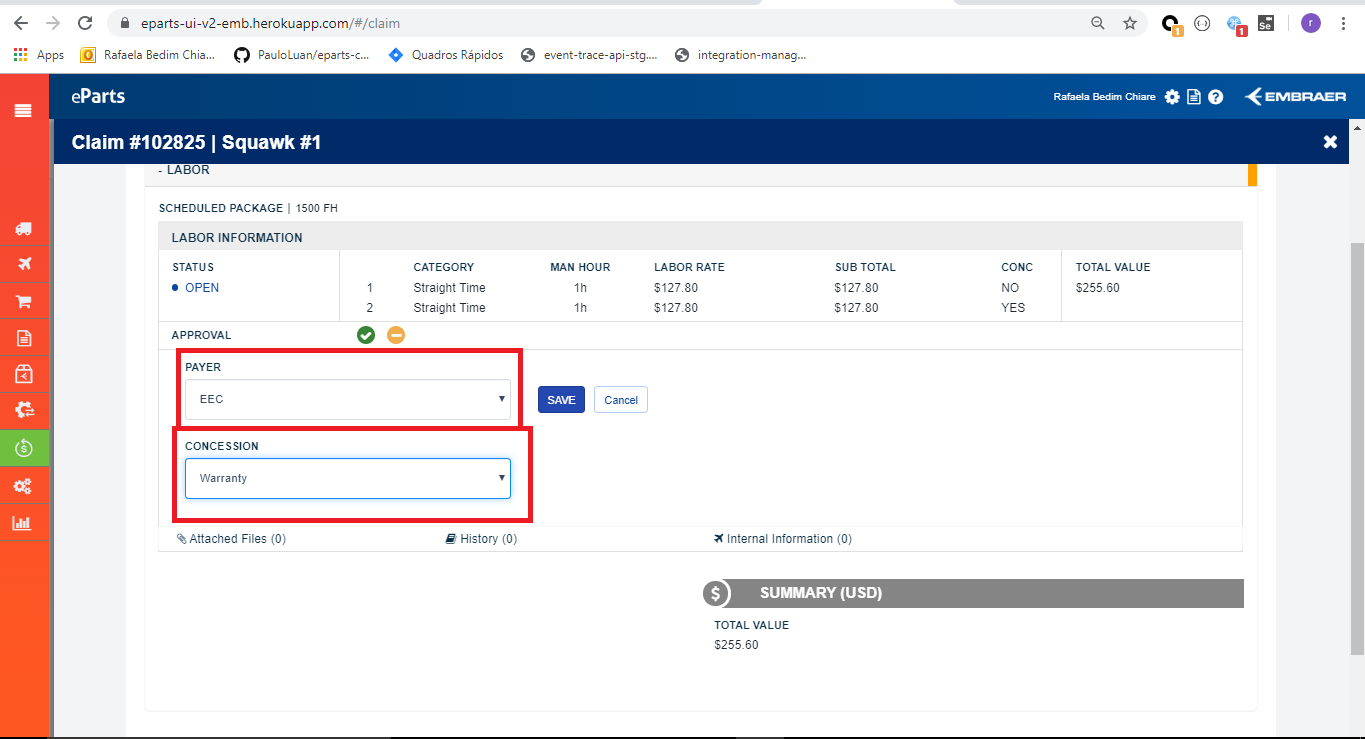 eparts-ui-v2-emb.herokuapp.com/#/claim
1
1
Se
r
Apps
Rafaela Bedim Chia...
PauloLuan/eparts-c...
Quadros Rápidos
event-trace-api-stg....
integration-manag...
eParts
Rafaela Bedim Chiare
EMBRAER
Claim #102825 | Squawk #1
- LABOR
SCHEDULED PACKAGE | 1500 FH
LABOR INFORMATION
STATUS CATEGORY MAN HOUR LABOR RATE SUB TOTAL CONC TOTAL VALUE
OPEN 1 Straight Time 1h $127.80 $127.80 NO $255.60
2 Straight Time 1h $127.80 $127.80 YES
APPROVAL
PAYER
EEC SAVE Cancel
CONCESSION
Warranty
Attached Files (0) History (0) Internal Information (0)
$ SUMMARY (USD)
TOTAL VALUE
$255.60